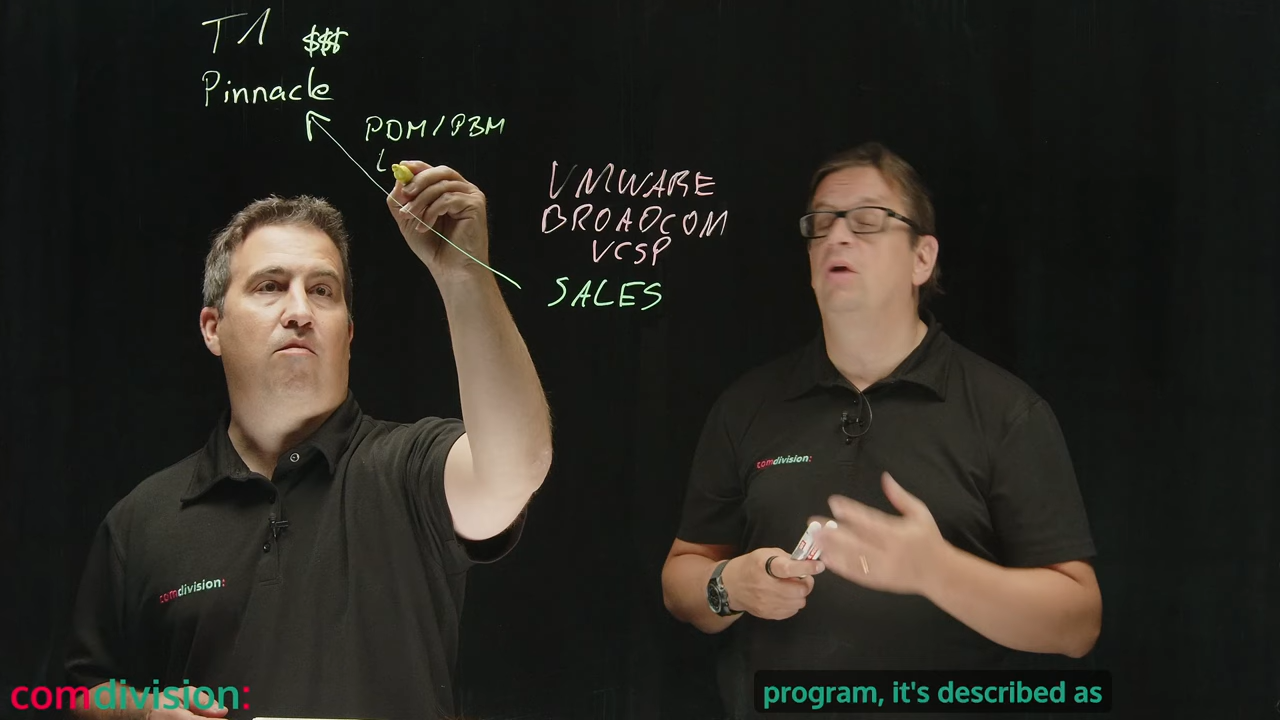 T1 $$$
Pinnacle
PDM/PBM
VMWARE
BROADCOM
VCSP
SALES
comdivision:
comdivision:
comdivision:
program, it's described as